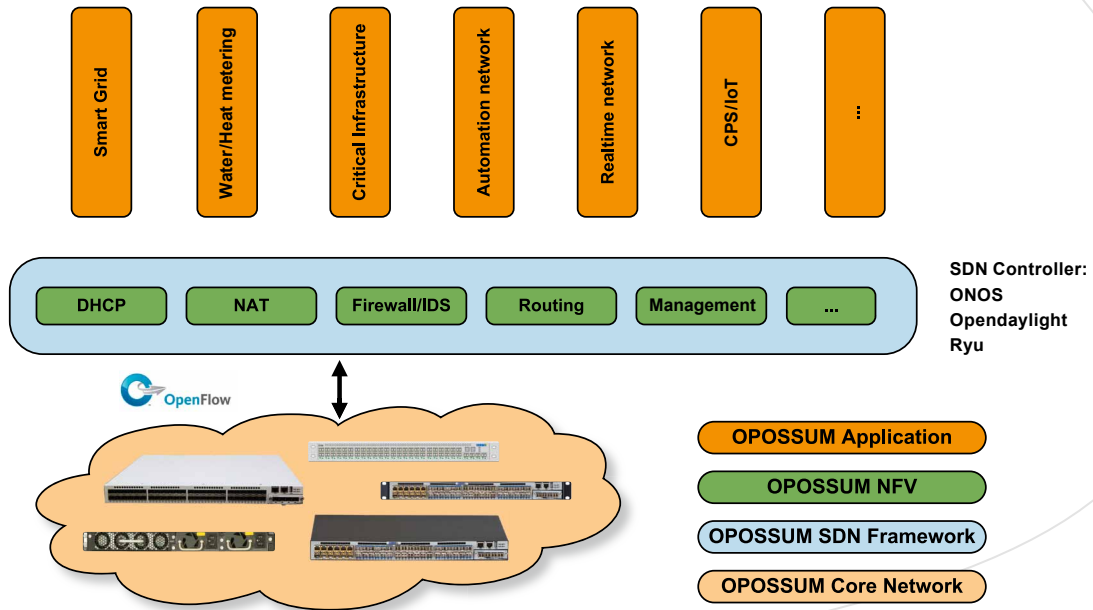 Smart Grid
Water/Heat metering
Critical Infrastructure
Automation network
Realtime network
CPS/IoT
...
DHCP
NAT
Firewall/IDS
Routing
Management
...
SDN Controller:
ONOS
Opendaylight
Ryu
OpenFlow
OPOSSUM Application
OPOSSUM NFV
OPOSSUM SDN Framework
OPOSSUM Core Network